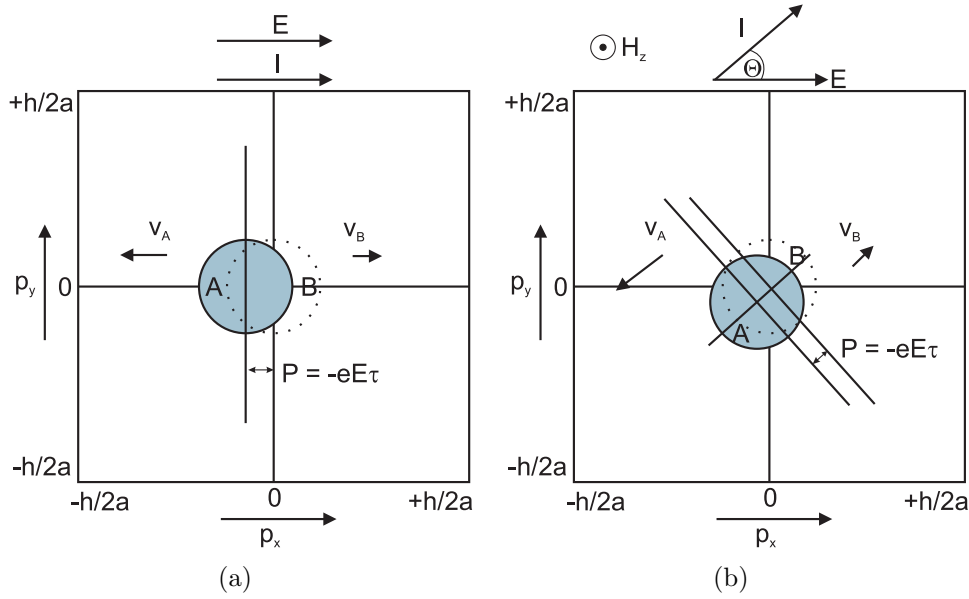 E
I
+h/2a
v_A
v_B
p_y
0
A
B
P = -eEτ
-h/2a
-h/2a
0
+h/2a
p_x
(a)
H_z
I
Θ
E
+h/2a
v_A
v_B
B
p_y
0
A
P = -eEτ
-h/2a
-h/2a
0
+h/2a
p_x
(b)